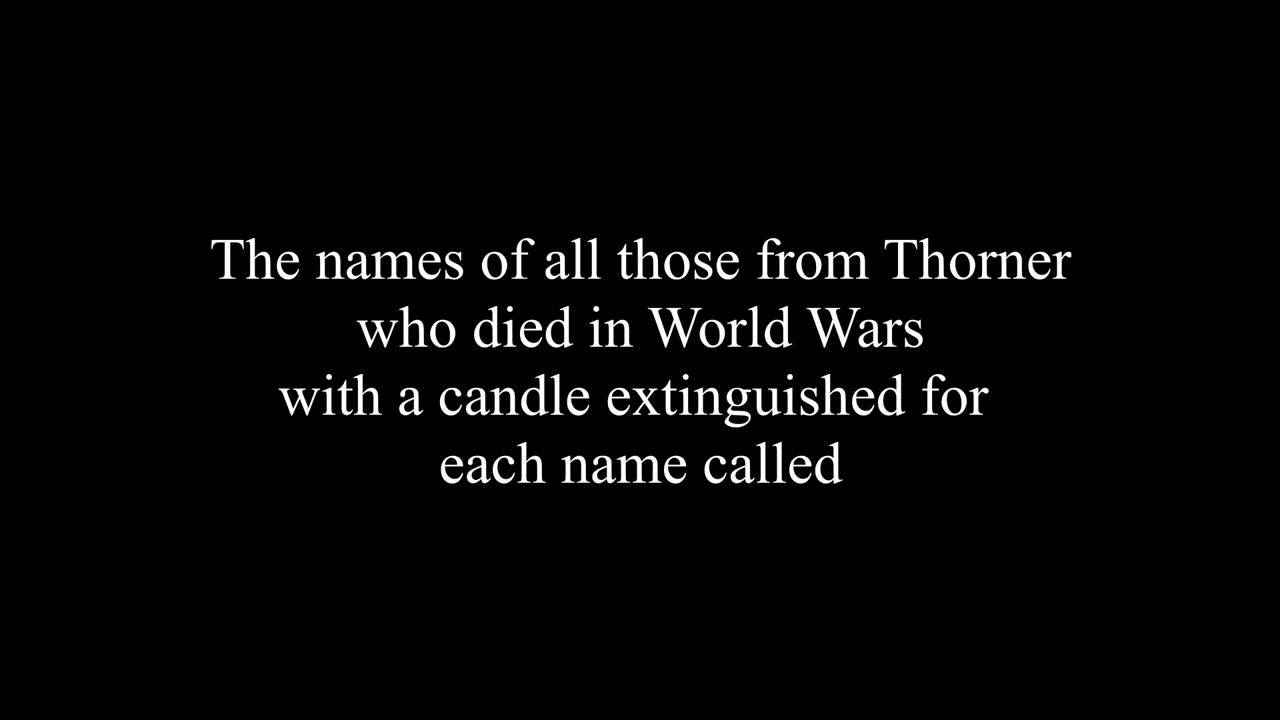 The names of all those from Thorner
who died in World Wars
with a candle extinguished for
each name called